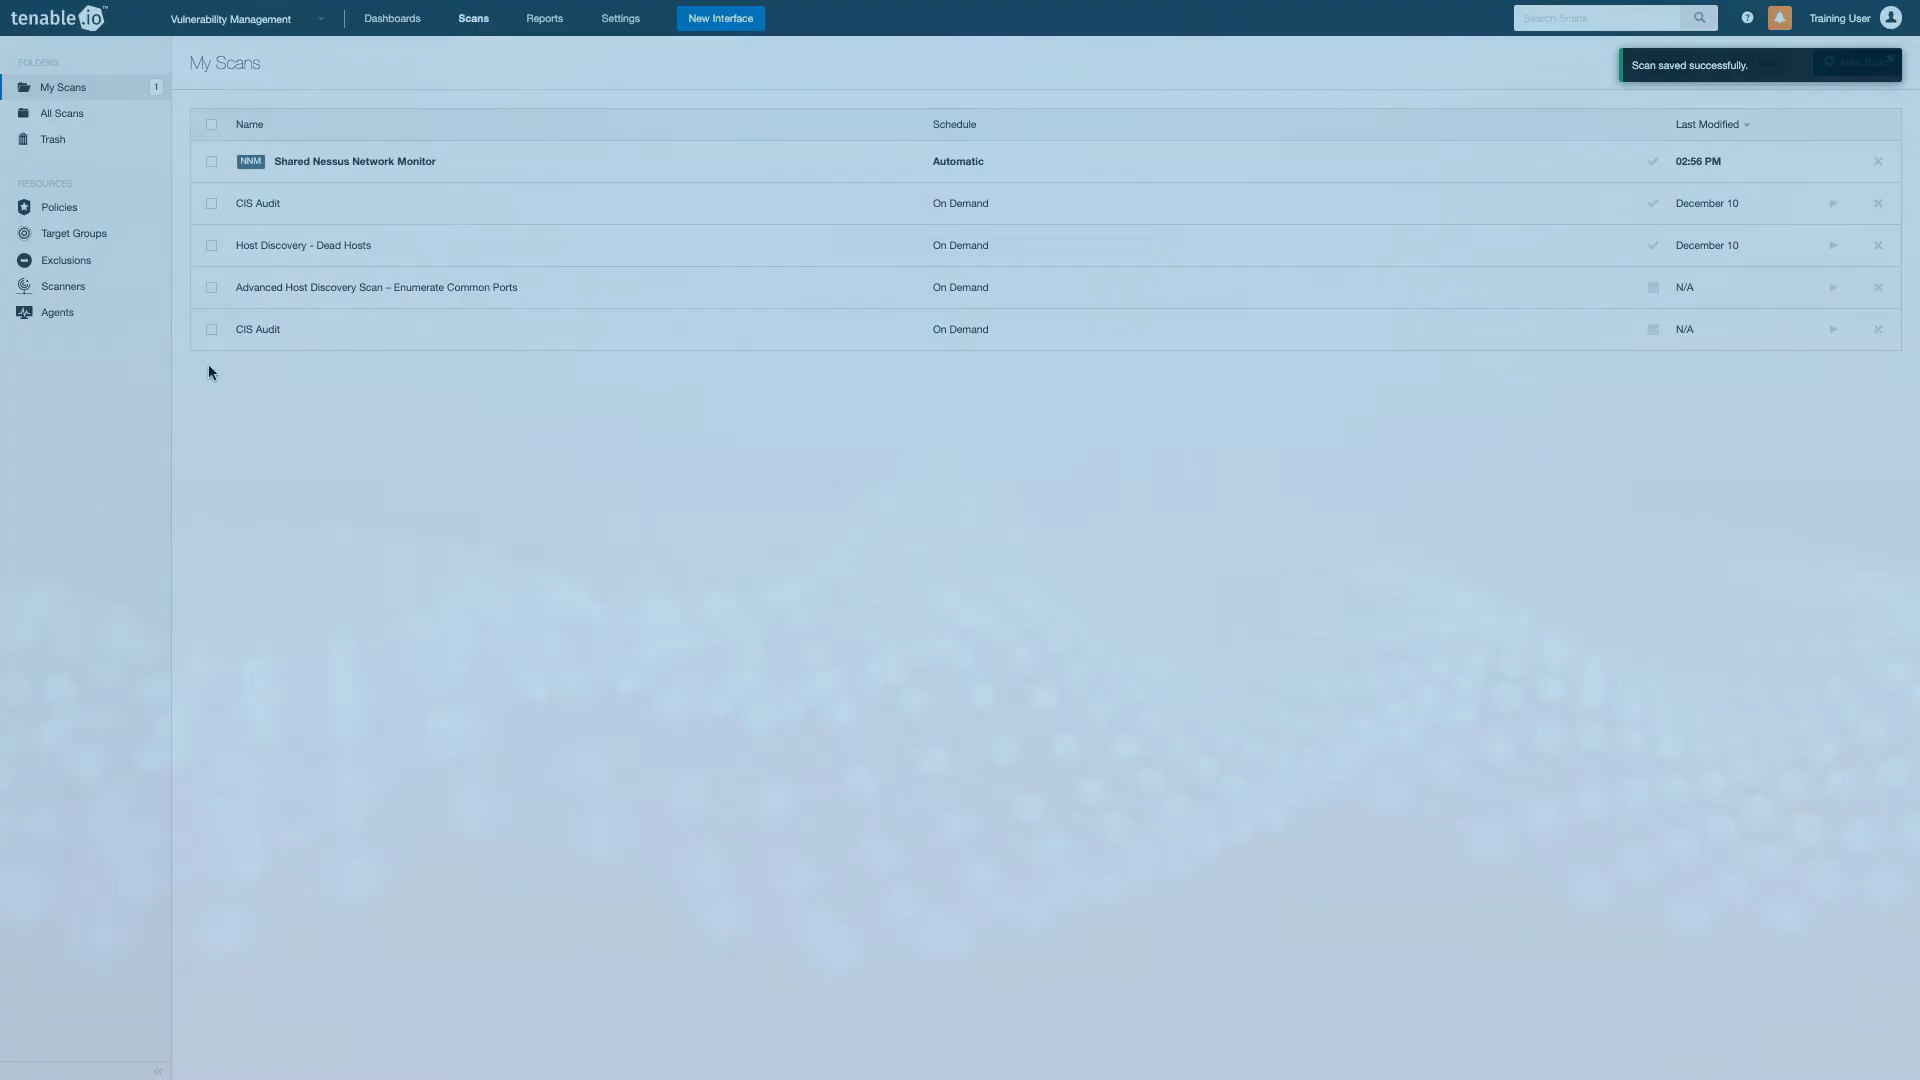 tenable.io™
Vulnerability Management
Dashboards
Scans
Reports
Settings
New Interface
Search Scans
?
Training User
FOLDERS
My Scans
1
All Scans
Trash
RESOURCES
Policies
Target Groups
Exclusions
Scanners
Agents
My Scans
Scan saved successfully.
Name
Schedule
Last Modified
NNM Shared Nessus Network Monitor
Automatic
02:56 PM
CIS Audit
On Demand
December 10
Host Discovery - Dead Hosts
On Demand
December 10
Advanced Host Discovery Scan – Enumerate Common Ports
On Demand
N/A
CIS Audit
On Demand
N/A